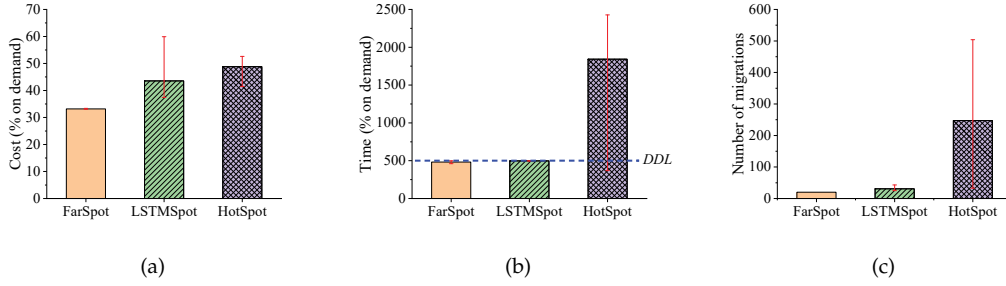 Cost (% on demand)
70
60
50
40
30
20
10
0
FarSpot LSTMSpot HotSpot
(a)
Time (% on demand)
2500
2000
1500
1000
500
0
DDL
FarSpot LSTMSpot HotSpot
(b)
Number of migrations
600
500
400
300
200
100
0
FarSpot LSTMSpot HotSpot
(c)